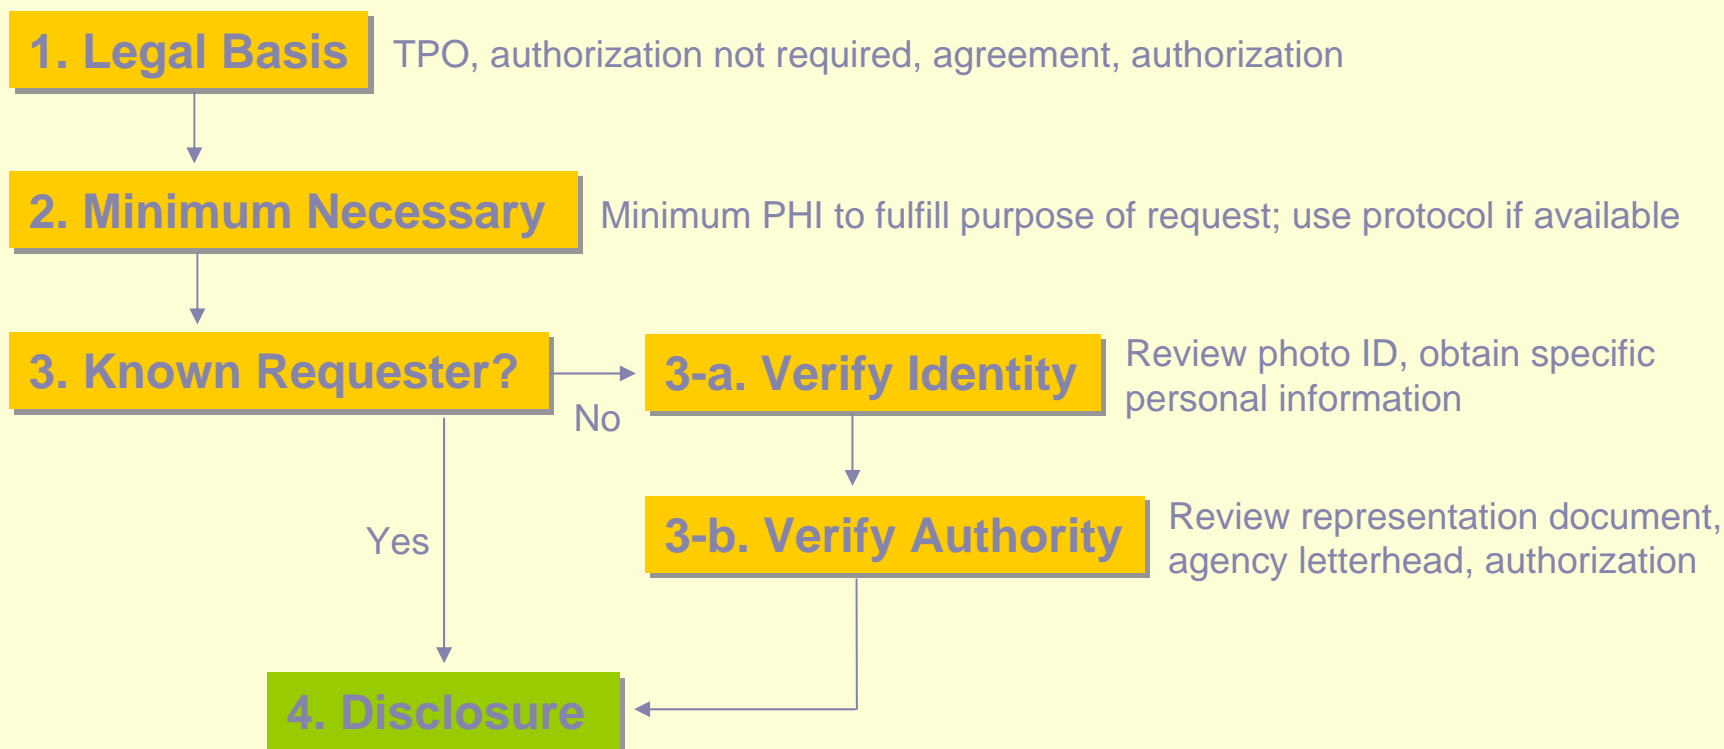 1. Legal Basis
TPO, authorization not required, agreement, authorization
2. Minimum Necessary
Minimum PHI to fulfill purpose of request; use protocol if available
3. Known Requester?
No
3-a. Verify Identity
Review photo ID, obtain specific
personal information
Yes
3-b. Verify Authority
Review representation document,
agency letterhead, authorization
4. Disclosure